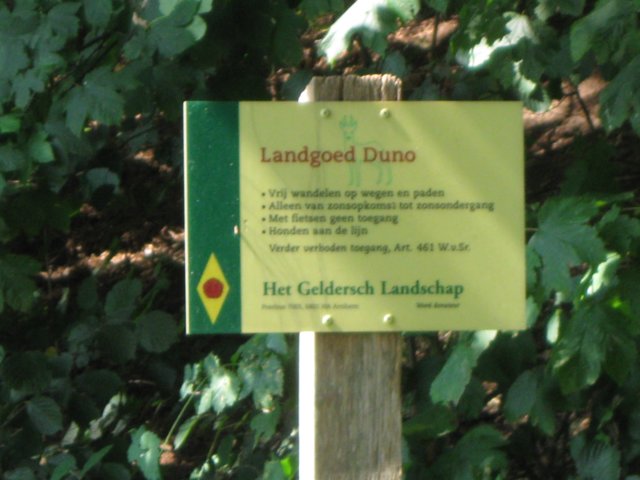 Landgoed Duno
• Vrij wandelen op wegen en paden
• Alleen van zonsopkomst tot zonsondergang
• Met fietsen geen toegang
• Honden aan de lijn
Verder verboden toegang, Art. 461 W.v.Sr.
Het Geldersch Landschap
Arnhem